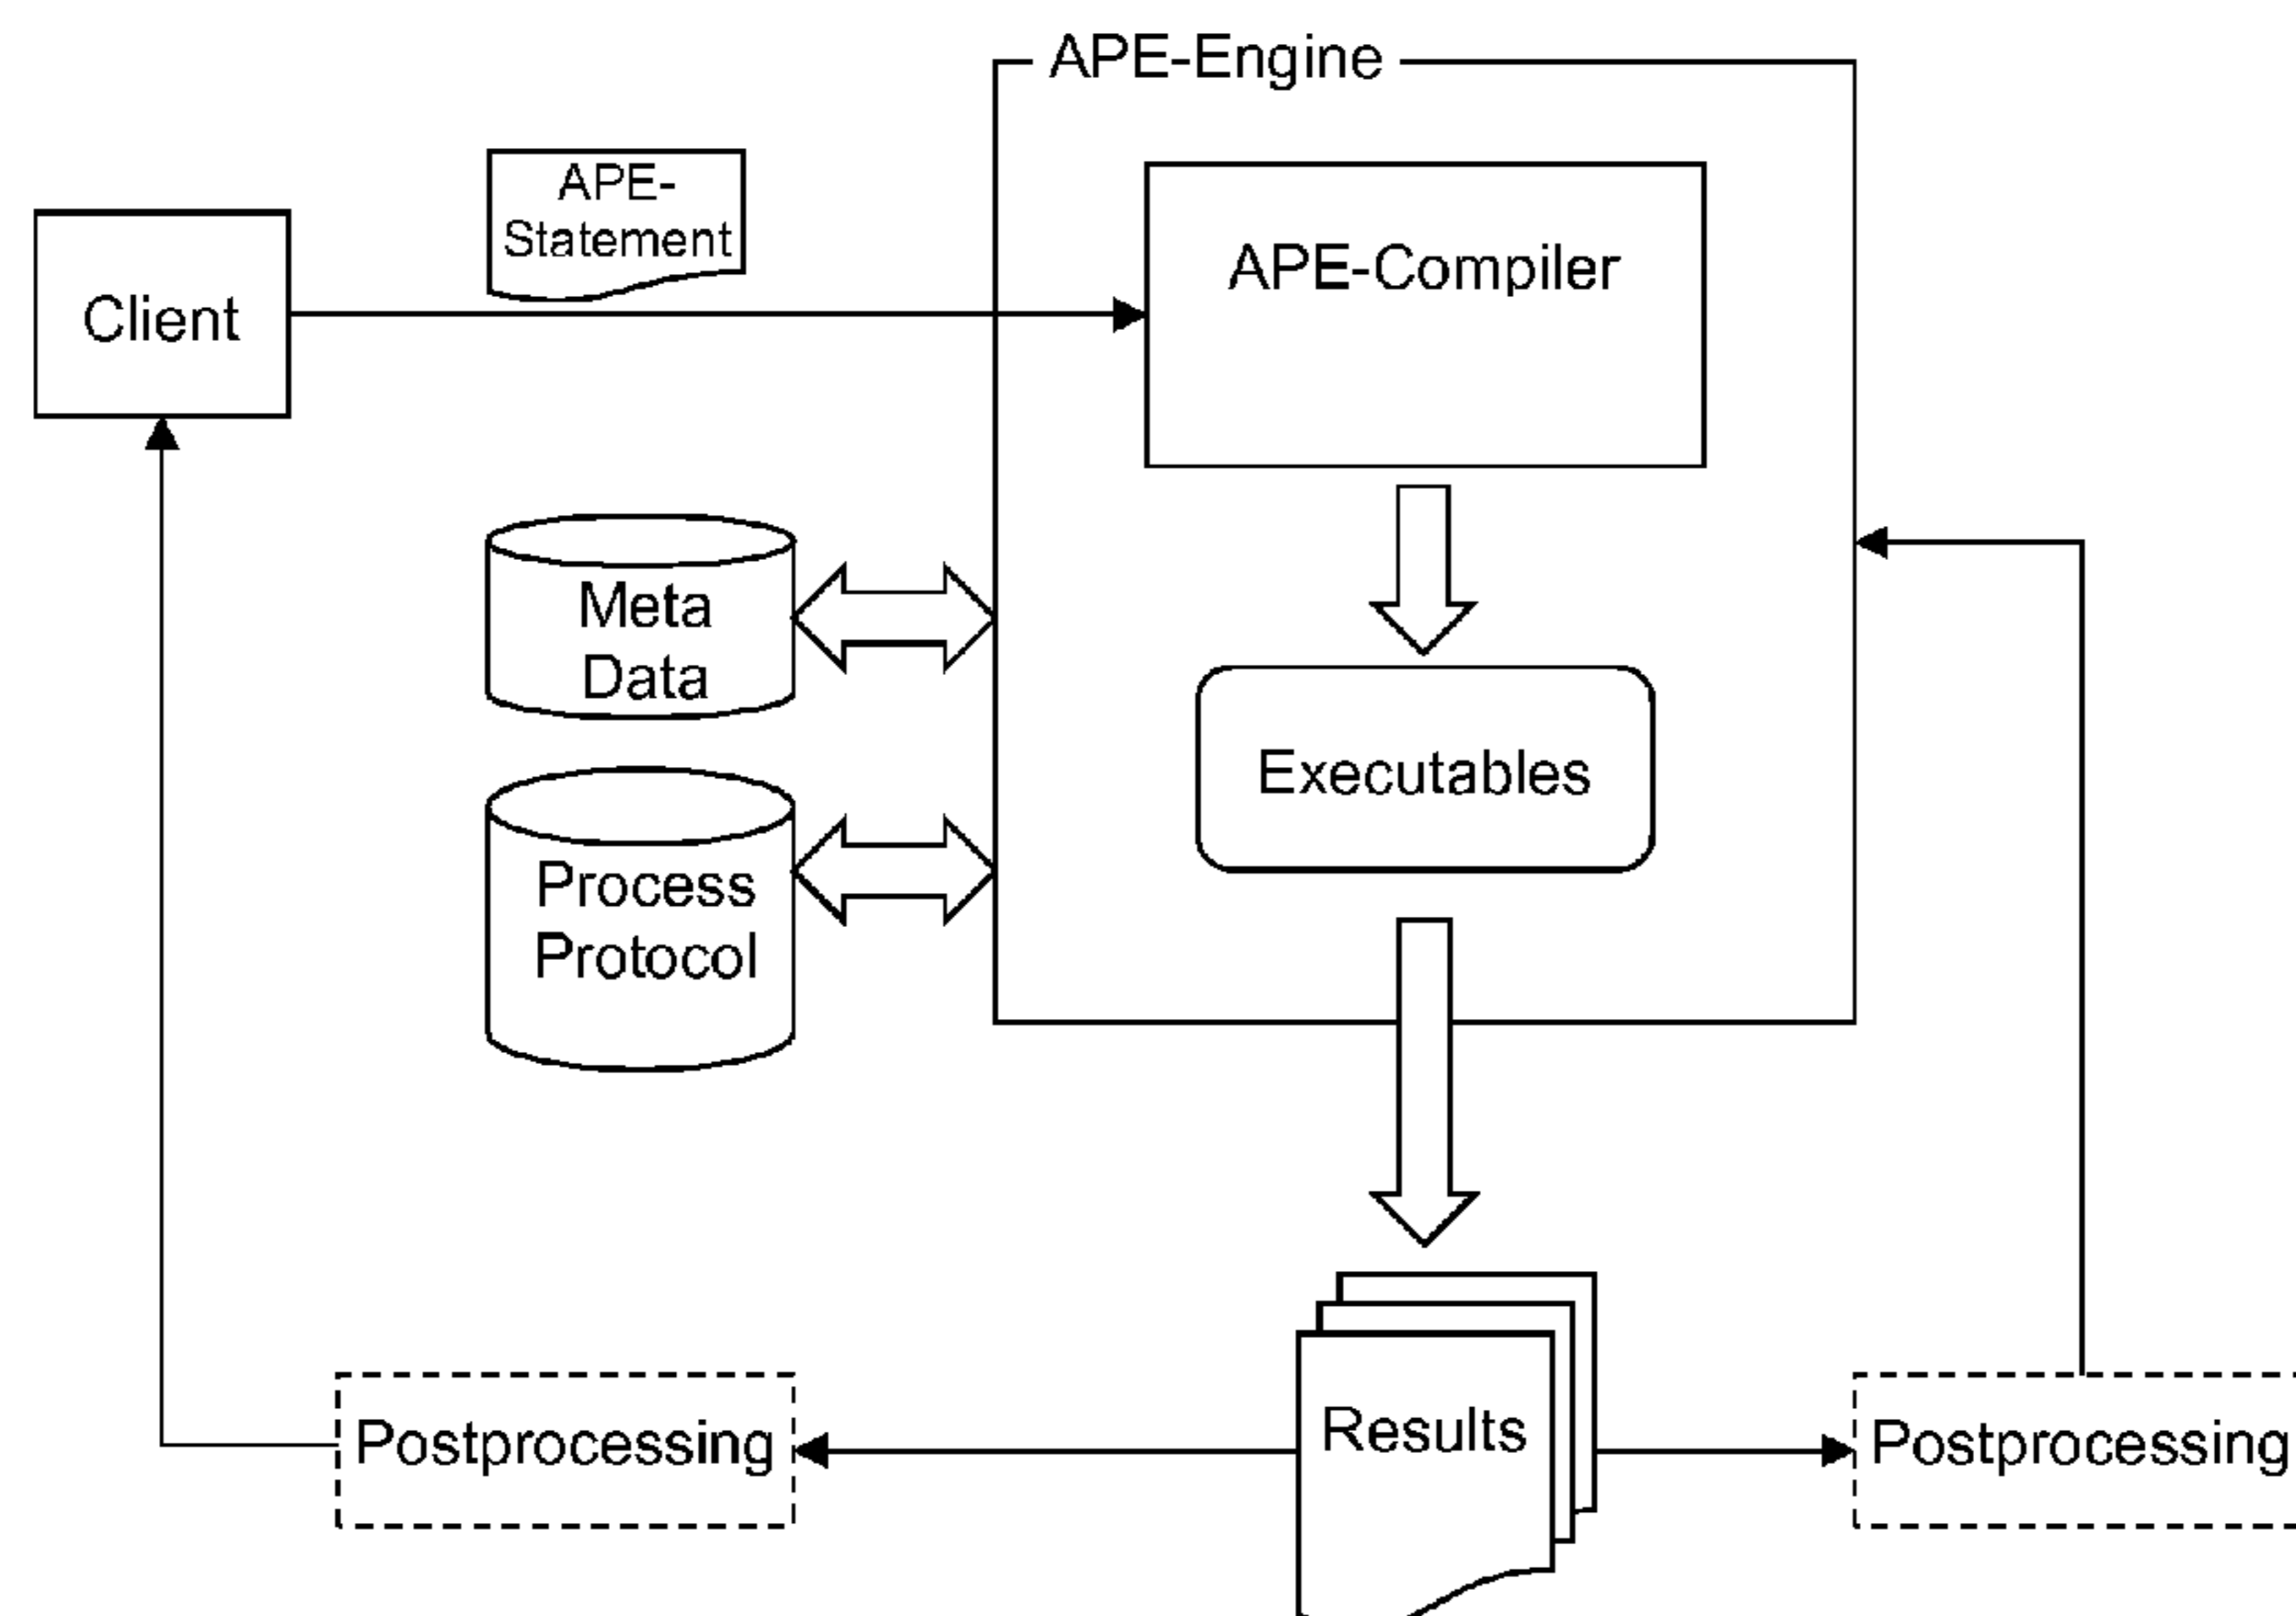 APE-Engine
APE-
Statement
APE-Compiler
Client
Meta
Data
Executables
Process
Protocol
Results
Postprocessing
Postprocessing